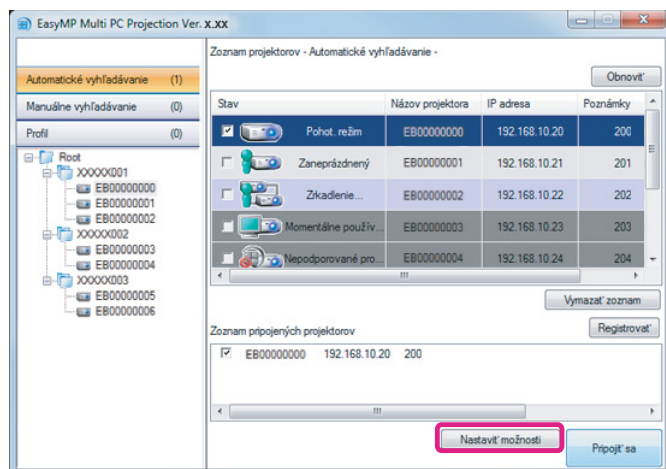 EasyMP Multi PC Projection Ver. x.xx
Automatické vyhľadávanie (1)
Manuálne vyhľadávanie (0)
Profil (0)
Root
XXXXX001
EB00000000
EB00000001
EB00000002
XXXXX002
EB00000003
EB00000004
XXXXX003
EB00000005
EB00000006
Zoznam projektorov - Automatické vyhľadávanie -
Obnoviť
Stav Názov projektora IP adresa Poznámky
Pohot. režim EB00000000 192.168.10.20 200
Zaneprázdnený EB00000001 192.168.10.21 201
Zrkadlenie... EB00000002 192.168.10.22 202
Momentálne použív... EB00000003 192.168.10.23 203
Nepodporované pro... EB00000004 192.168.10.24 204
Vymazať zoznam
Zoznam pripojených projektorov
Registrovať
EB00000000 192.168.10.20 200
Nastaviť možnosti
Pripojiť sa